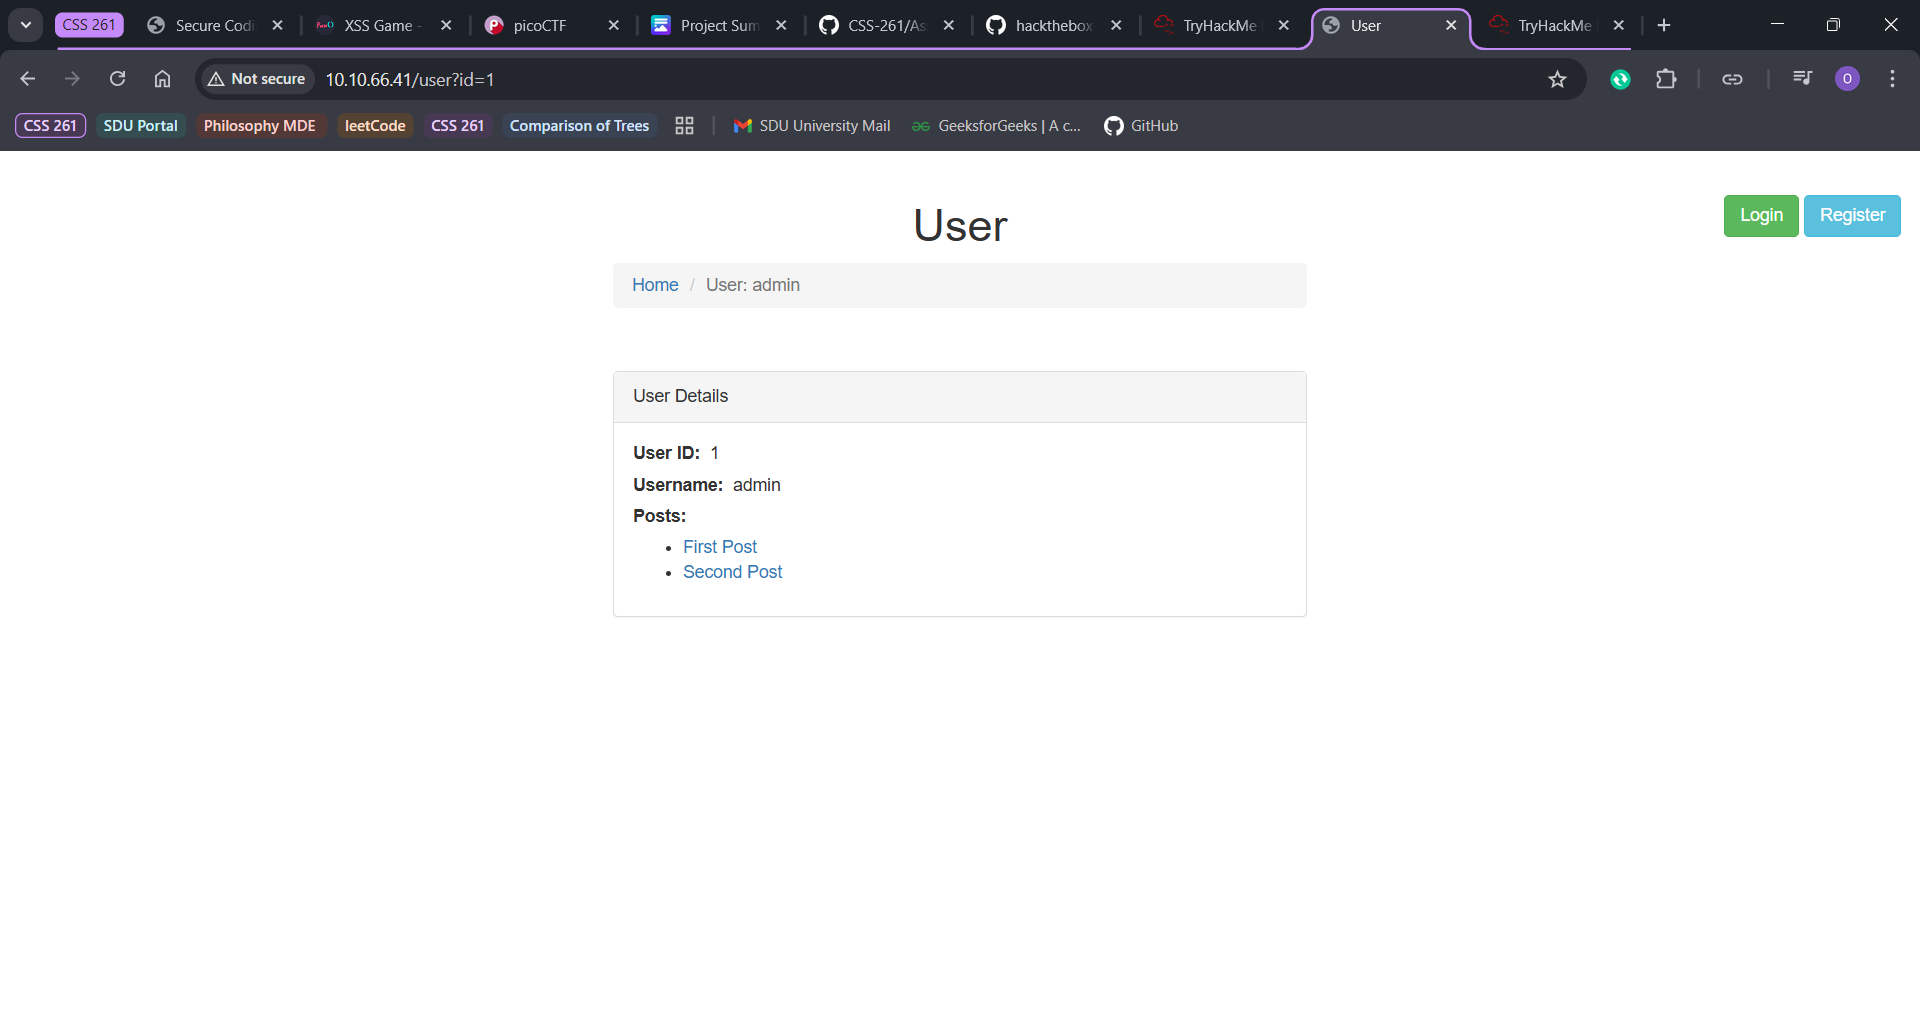 CSS 261 Secure Codi XSS Game - picoCTF Project Sum CSS-261/As hackthebox TryHackMe User TryHackMe
Not secure 10.10.66.41/user?id=1 O
CSS 261 SDU Portal Philosophy MDE leetCode CSS 261 Comparison of Trees SDU University Mail GeeksforGeeks | A c... GitHub
Login Register
User
Home / User: admin
User Details
User ID: 1
Username: admin
Posts:
First Post
Second Post